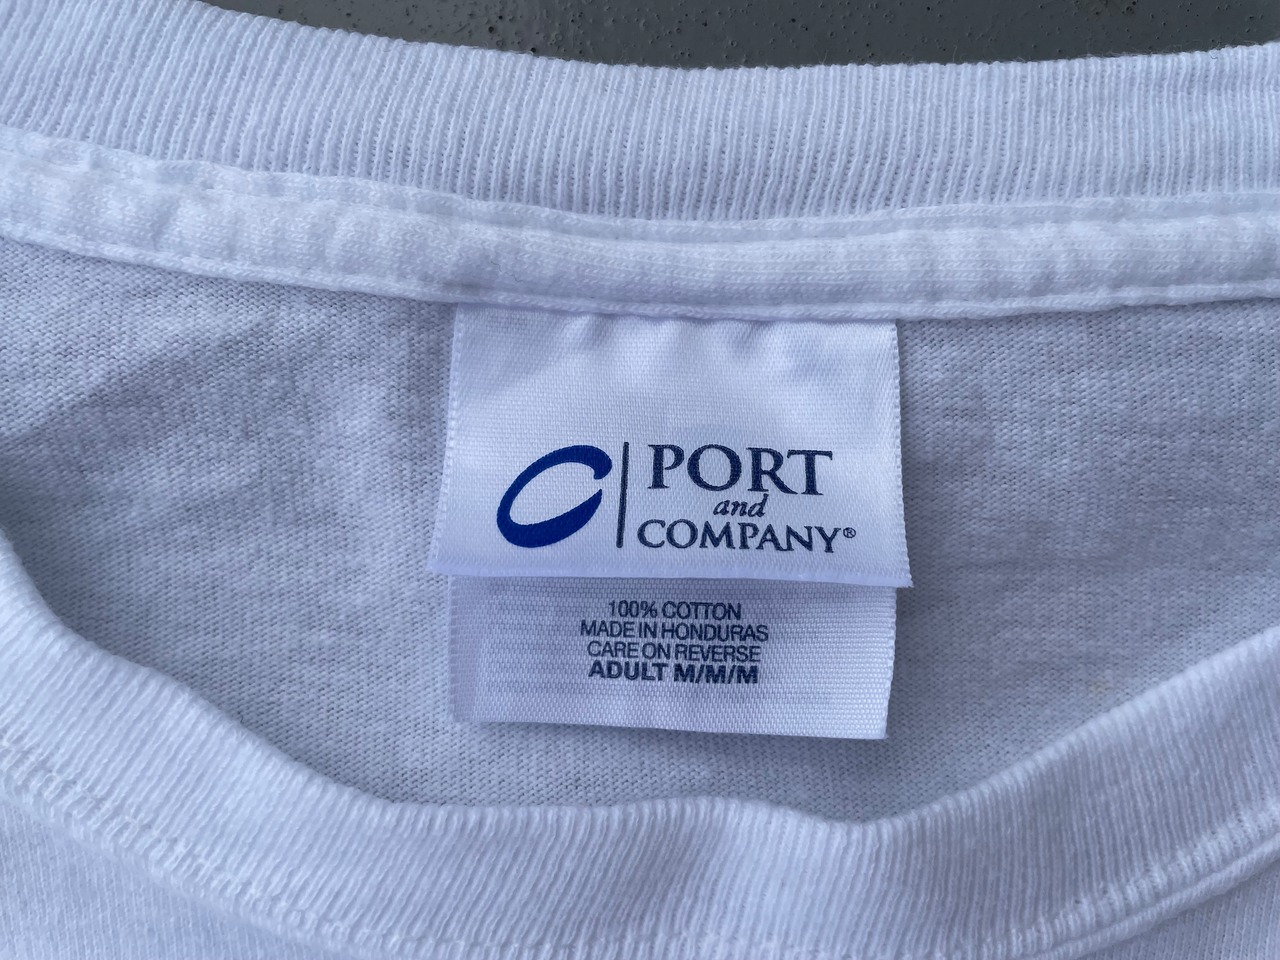 PORT
and
COMPANY®
100% COTTON
MADE IN HONDURAS
CARE ON REVERSE
ADULT M/M/M